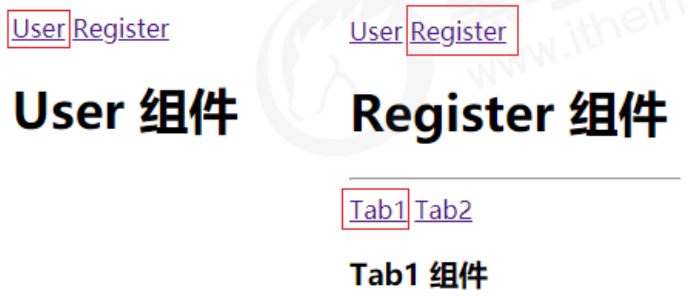 User Register
User 组件
User Register
Register 组件
Tab1 Tab2
Tab1 组件